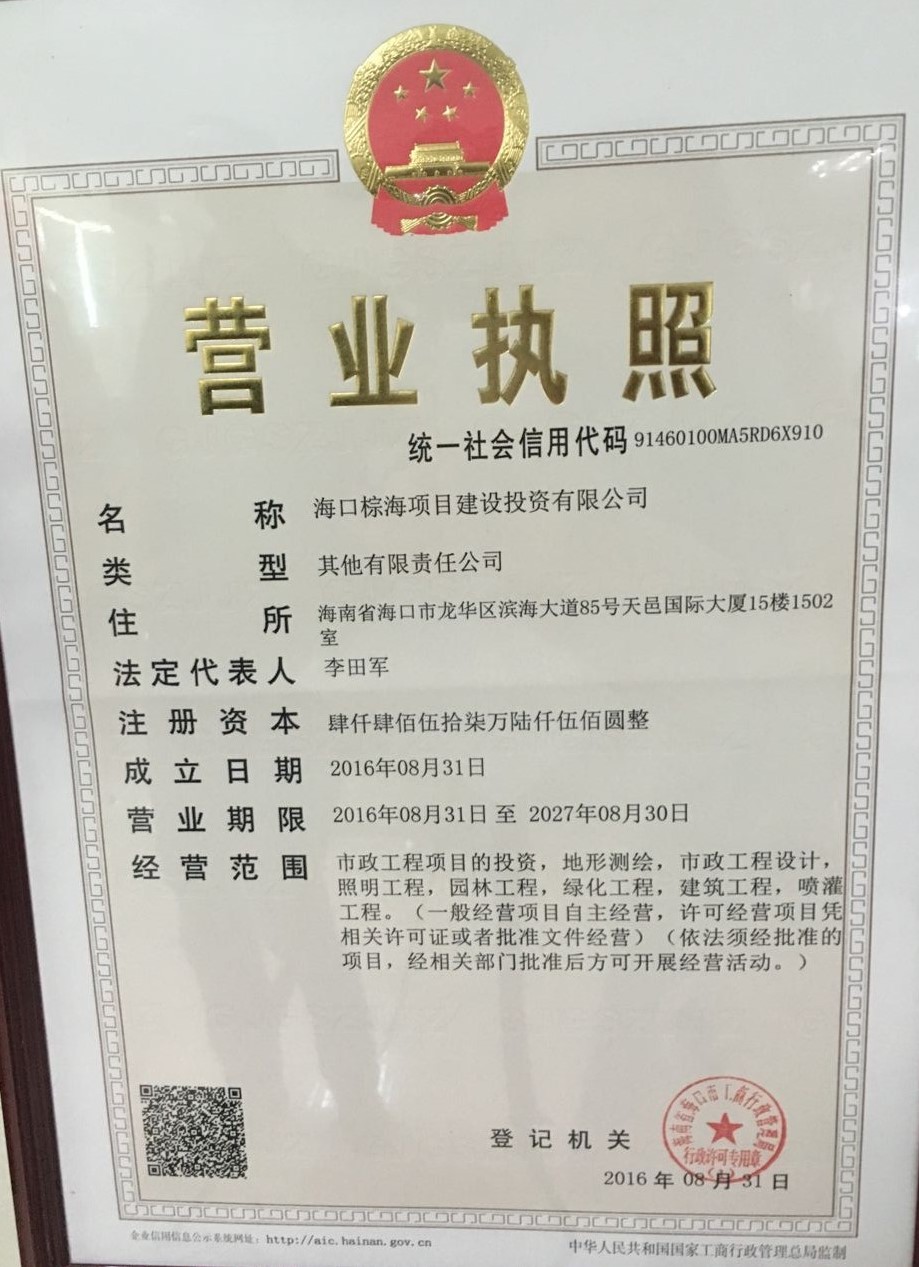 营业执照
统一社会信用代码 91460100MA5RD6X910
名称 海口棕海项目建设投资有限公司
类型 其他有限责任公司
住所 海南省海口市龙华区滨海大道85号天邑国际大厦15楼1502
室
法定代表人 李田军
注册资本 肆仟肆佰伍拾柒万陆仟伍佰圆整
成立日期 2016年08月31日
营业期限 2016年08月31日 至 2027年08月30日
经营范围 市政工程项目的投资，地形测绘，市政工程设计，
照明工程，园林工程，绿化工程，建筑工程，喷灌
工程。（一般经营项目自主经营，许可经营项目凭
相关许可证或者批准文件经营）（依法须经批准的
项目，经相关部门批准后方可开展经营活动。）
海南省海口市工商行政管理局
行政许可专用章
登记机关
2016 年 08 月 31 日
企业信用信息公示系统网址：http://aic.hainan.gov.cn
中华人民共和国国家工商行政管理总局监制